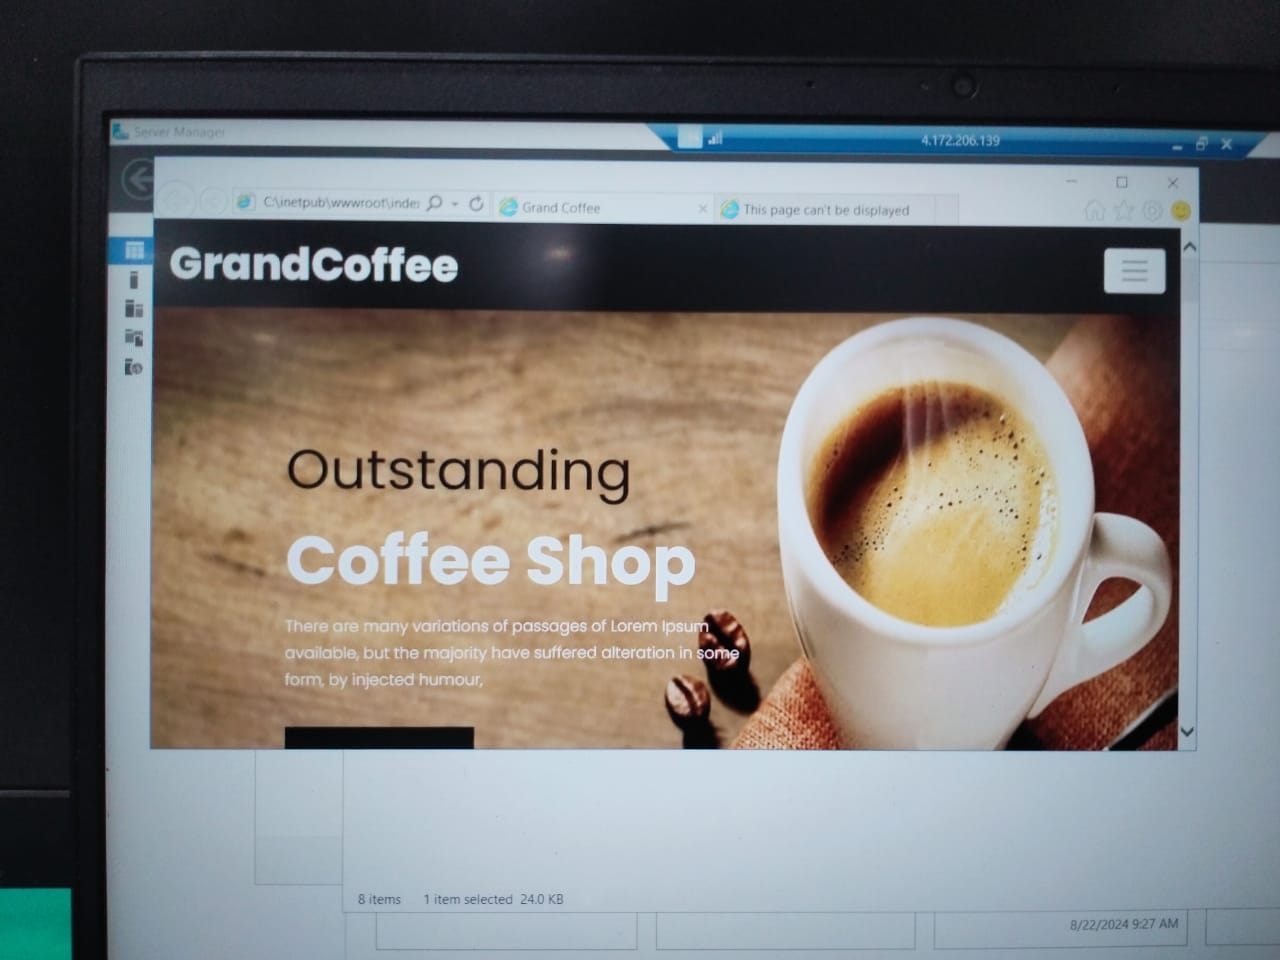 Server Manager
4.172.206.139
C:\inetpub\wwwroot\inde:
Grand Coffee
This page can't be displayed
GrandCoffee
Outstanding
Coffee Shop
There are many variations of passages of Lorem Ipsum
available, but the majority have suffered alteration in some
form, by injected humour,
8 items 1 item selected 24.0 KB
8/22/2024 9:27 AM